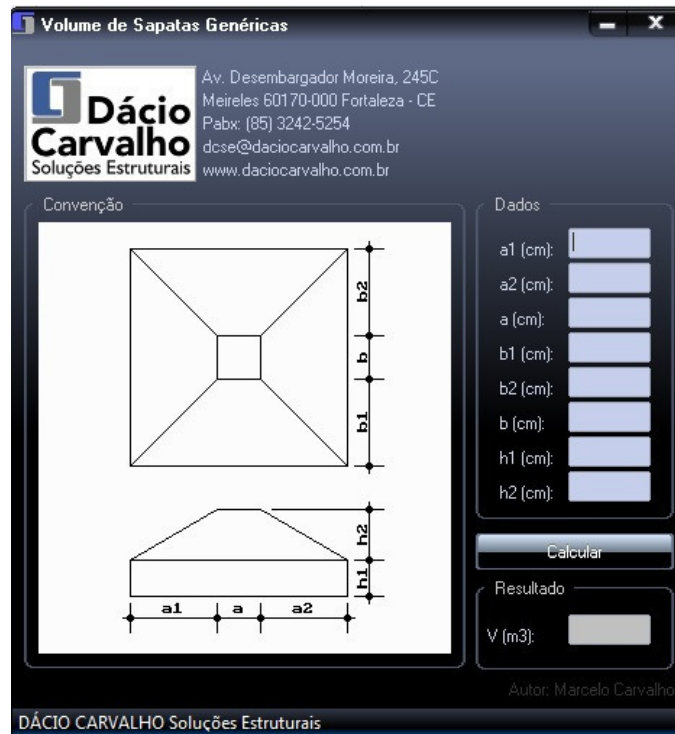 Volume de Sapatas Genéricas
Dácio
Carvalho
Soluções Estruturais
Av. Desembargador Moreira, 245C
Meireles 60170-000 Fortaleza - CE
Pabx: (85) 3242-5254
dcse@daciocarvalho.com.br
www.daciocarvalho.com.br
Convenção
b2
b
b1
h2
h1
a1 a a2
Dados
a1 (cm):
a2 (cm):
a (cm):
b1 (cm):
b2 (cm):
b (cm):
h1 (cm):
h2 (cm):
Calcular
Resultado
V (m3):
Autor: Marcelo Carvalho
DÁCIO CARVALHO Soluções Estruturais